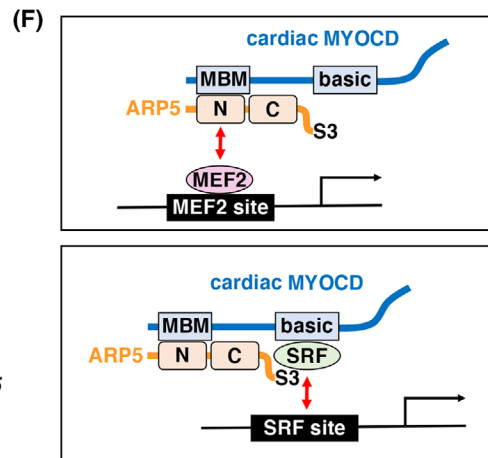 (F)
cardiac MYOCD
MBM basic
ARP5 N C
S3
MEF2
MEF2 site
cardiac MYOCD
MBM basic
ARP5 N C SRF
S3
SRF site